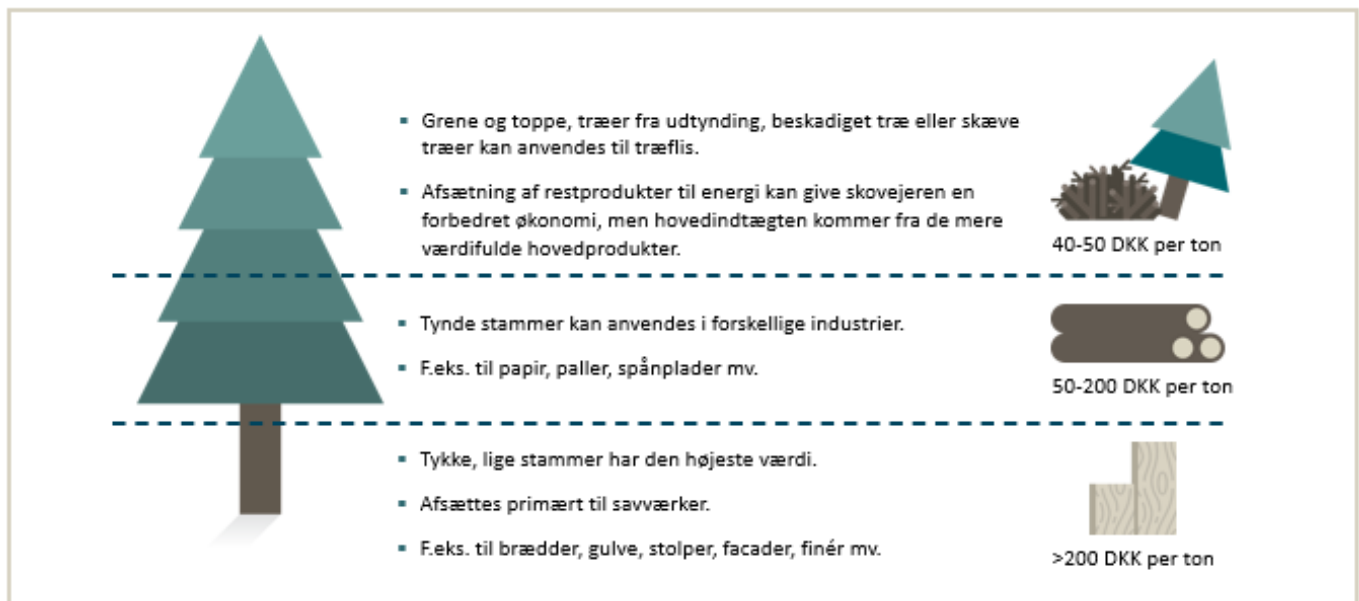 ▪ Grene og toppe, træer fra udtynding, beskadiget træ eller skæve
træer kan anvendes til træflis.
▪ Afsætning af restprodukter til energi kan give skovejeren en
forbedret økonomi, men hovedindtægten kommer fra de mere
værdifulde hovedprodukter.
40-50 DKK per ton
▪ Tynde stammer kan anvendes i forskellige industrier.
▪ F.eks. til papir, paller, spånplader mv.
50-200 DKK per ton
▪ Tykke, lige stammer har den højeste værdi.
▪ Afsættes primært til savværker.
▪ F.eks. til brædder, gulve, stolper, facader, finér mv.
>200 DKK per ton